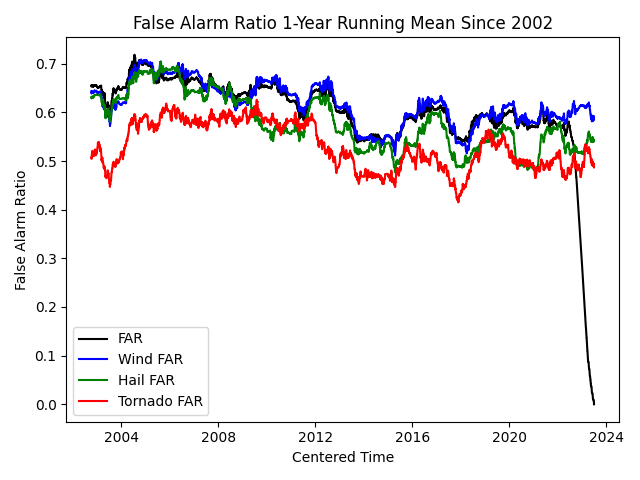 False Alarm Ratio 1-Year Running Mean Since 2002
False Alarm Ratio
0.7
0.6
0.5
0.4
0.3
0.2
0.1
0.0
FAR
Wind FAR
Hail FAR
Tornado FAR
2004 2008 2012 2016 2020 2024
Centered Time